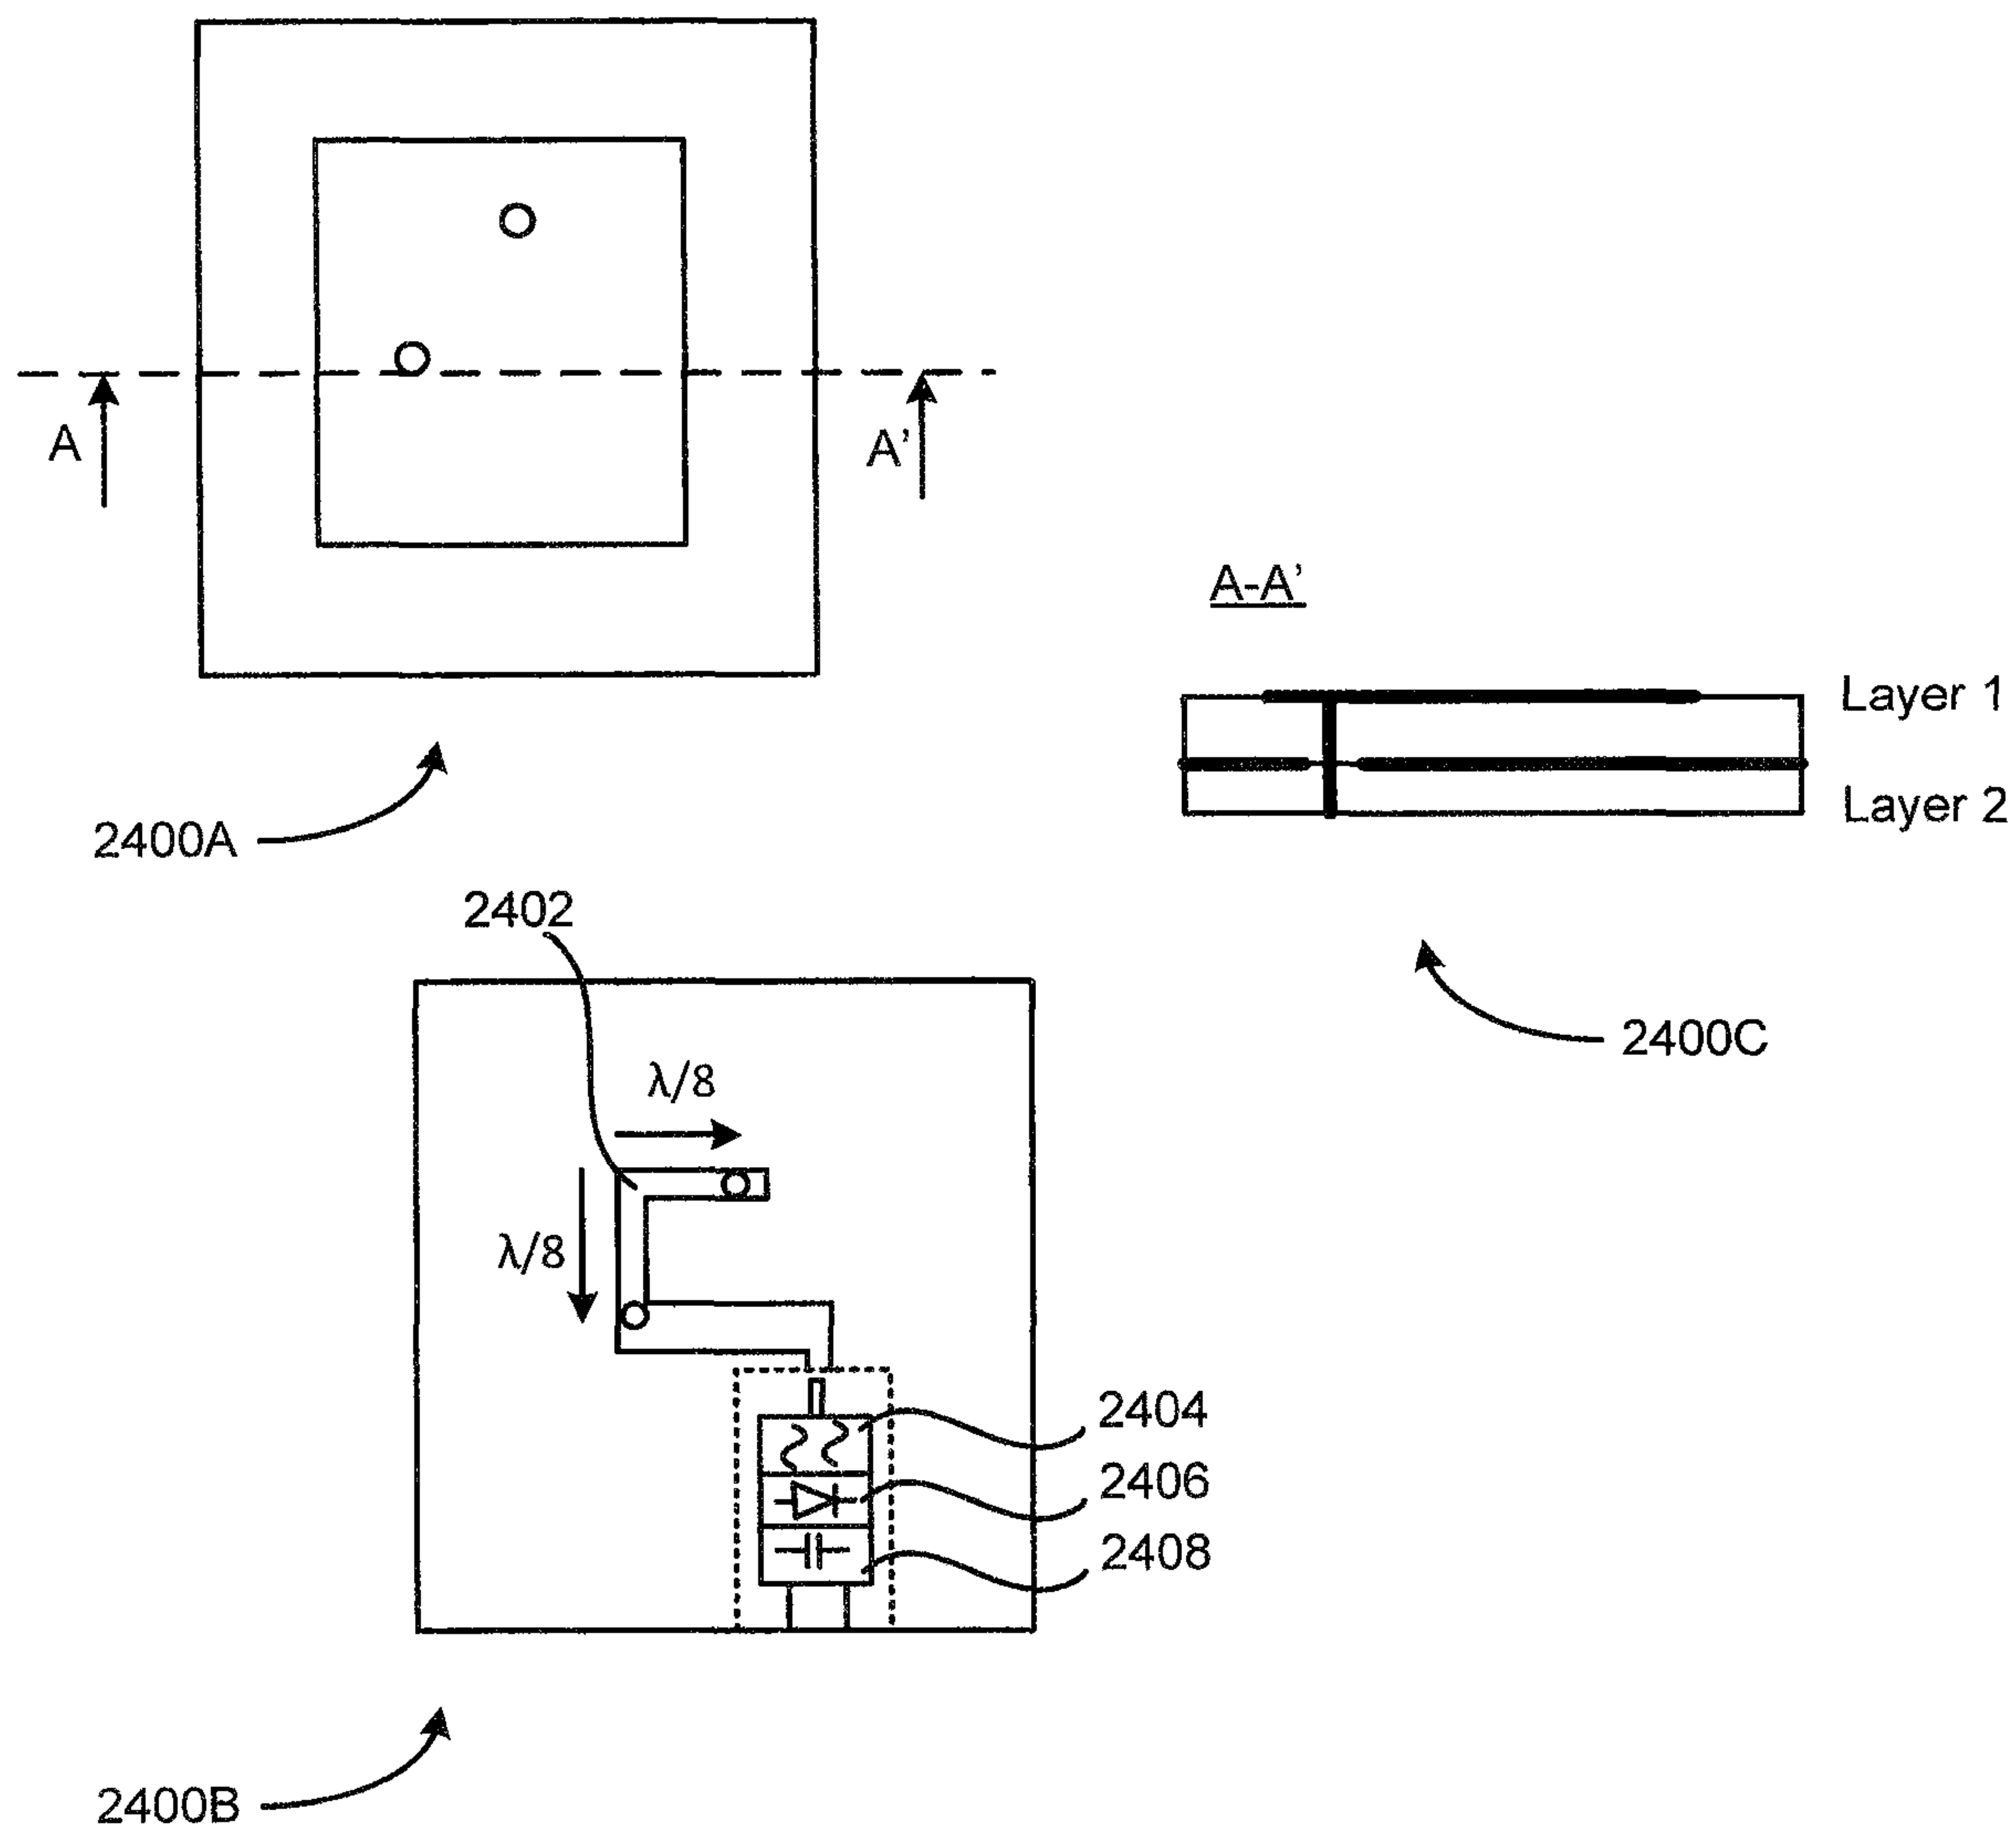 A
A'
2400A
A-A'
Layer 1
Layer 2
2400C
2402
λ/8
λ/8
2404
2406
2408
2400B